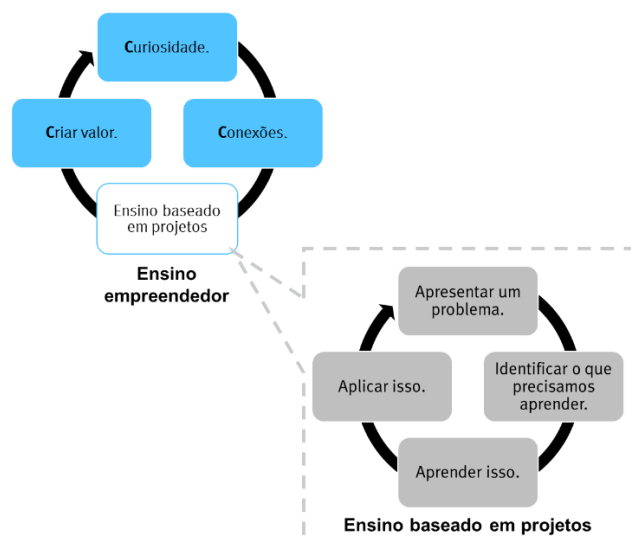 Curiosidade.
Criar valor.
Conexões.
Ensino baseado
em projetos
Ensino
empreendedor
Apresentar um
problema.
Aplicar isso.
Identificar o que
precisamos
aprender.
Aprender isso.
Ensino baseado em projetos